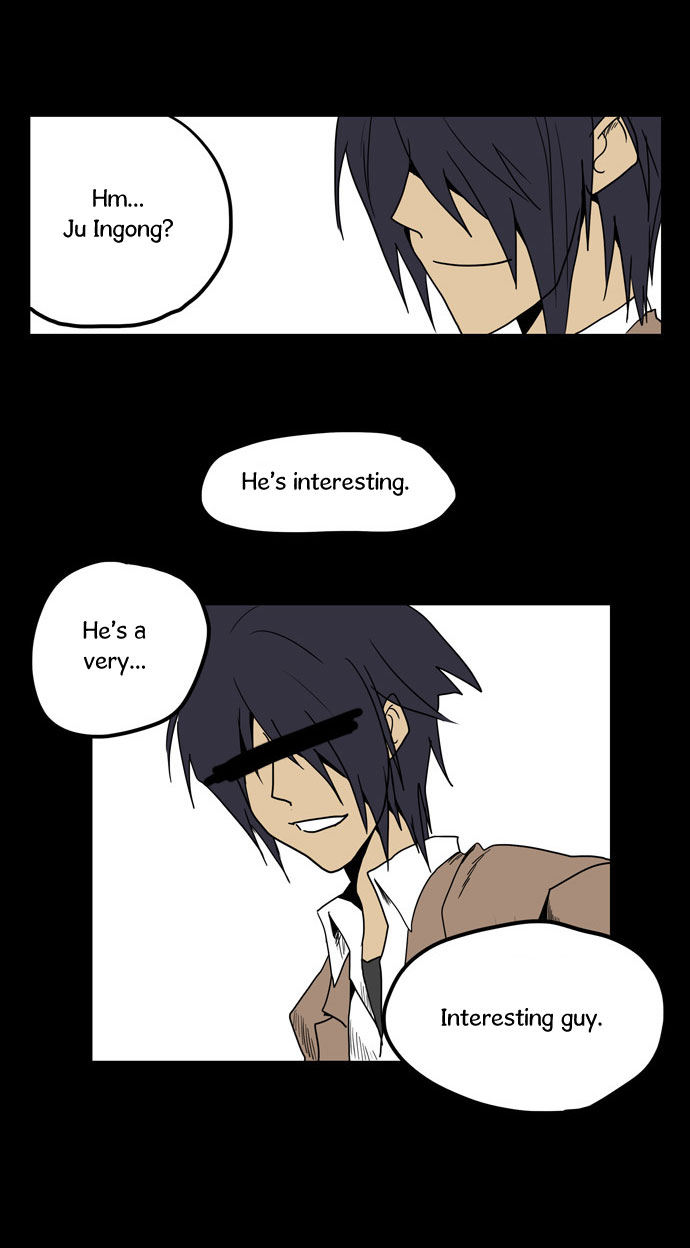 Hm...
Ju Ingong?
He's interesting.
He's a
very...
Interesting guy.